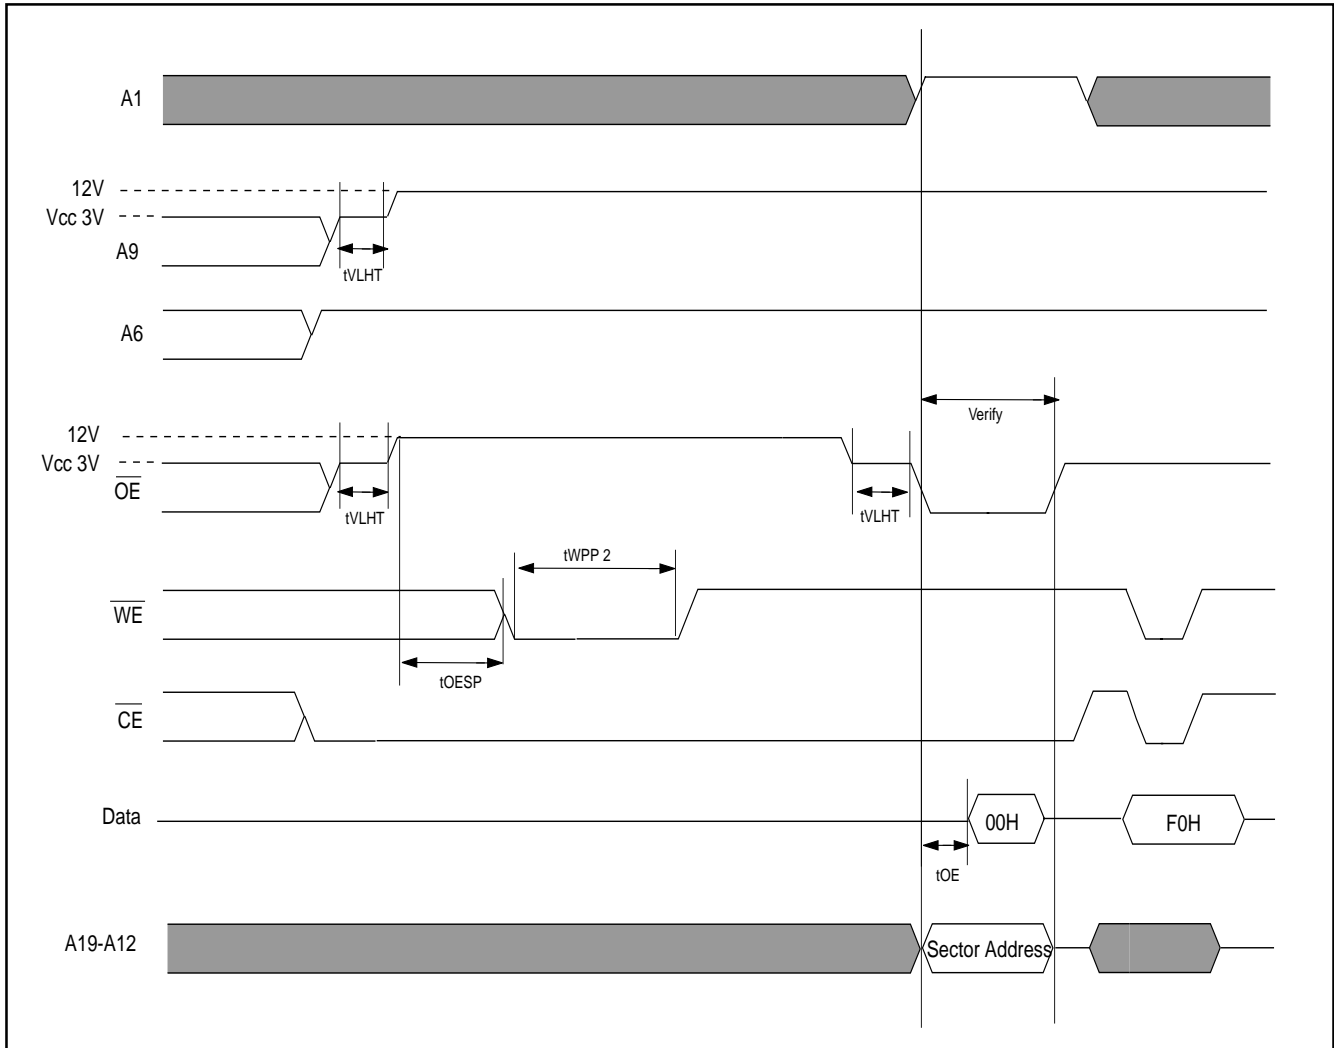 A1
12V
Vcc 3V
A9
tVLHT
A6
Verify
12V
Vcc 3V
OE
tVLHT
tVLHT
tWPP 2
WE
tOESP
CE
Data
00H
F0H
tOE
A19-A12
Sector Address